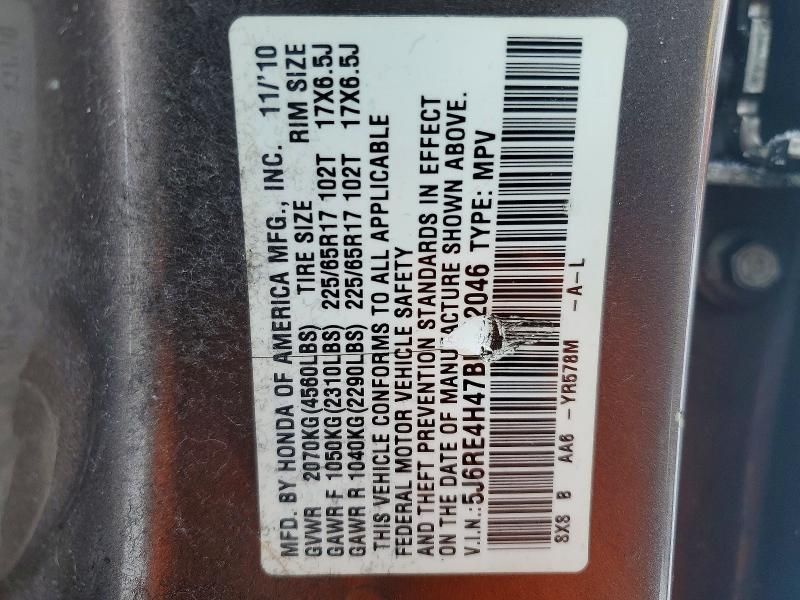 MFD. BY HONDA OF AMERICA MFG., INC. 11/'10
GVWR 2070KG(4560LBS) TIRE SIZE RIM SIZE
GAWR F 1050KG(2310LBS) 225/65R17 102T 17X6.5J
GAWR R 1040KG(2290LBS) 225/65R17 102T 17X6.5J
THIS VEHICLE CONFORMS TO ALL APPLICABLE
FEDERAL MOTOR VEHICLE SAFETY
AND THEFT PREVENTION STANDARDS IN EFFECT
ON THE DATE OF MANUFACTURE SHOWN ABOVE.
V.I.N.: 5J6RE4H47B 2046 TYPE: MPV
SX8 B AA6 - YR578M -A-L